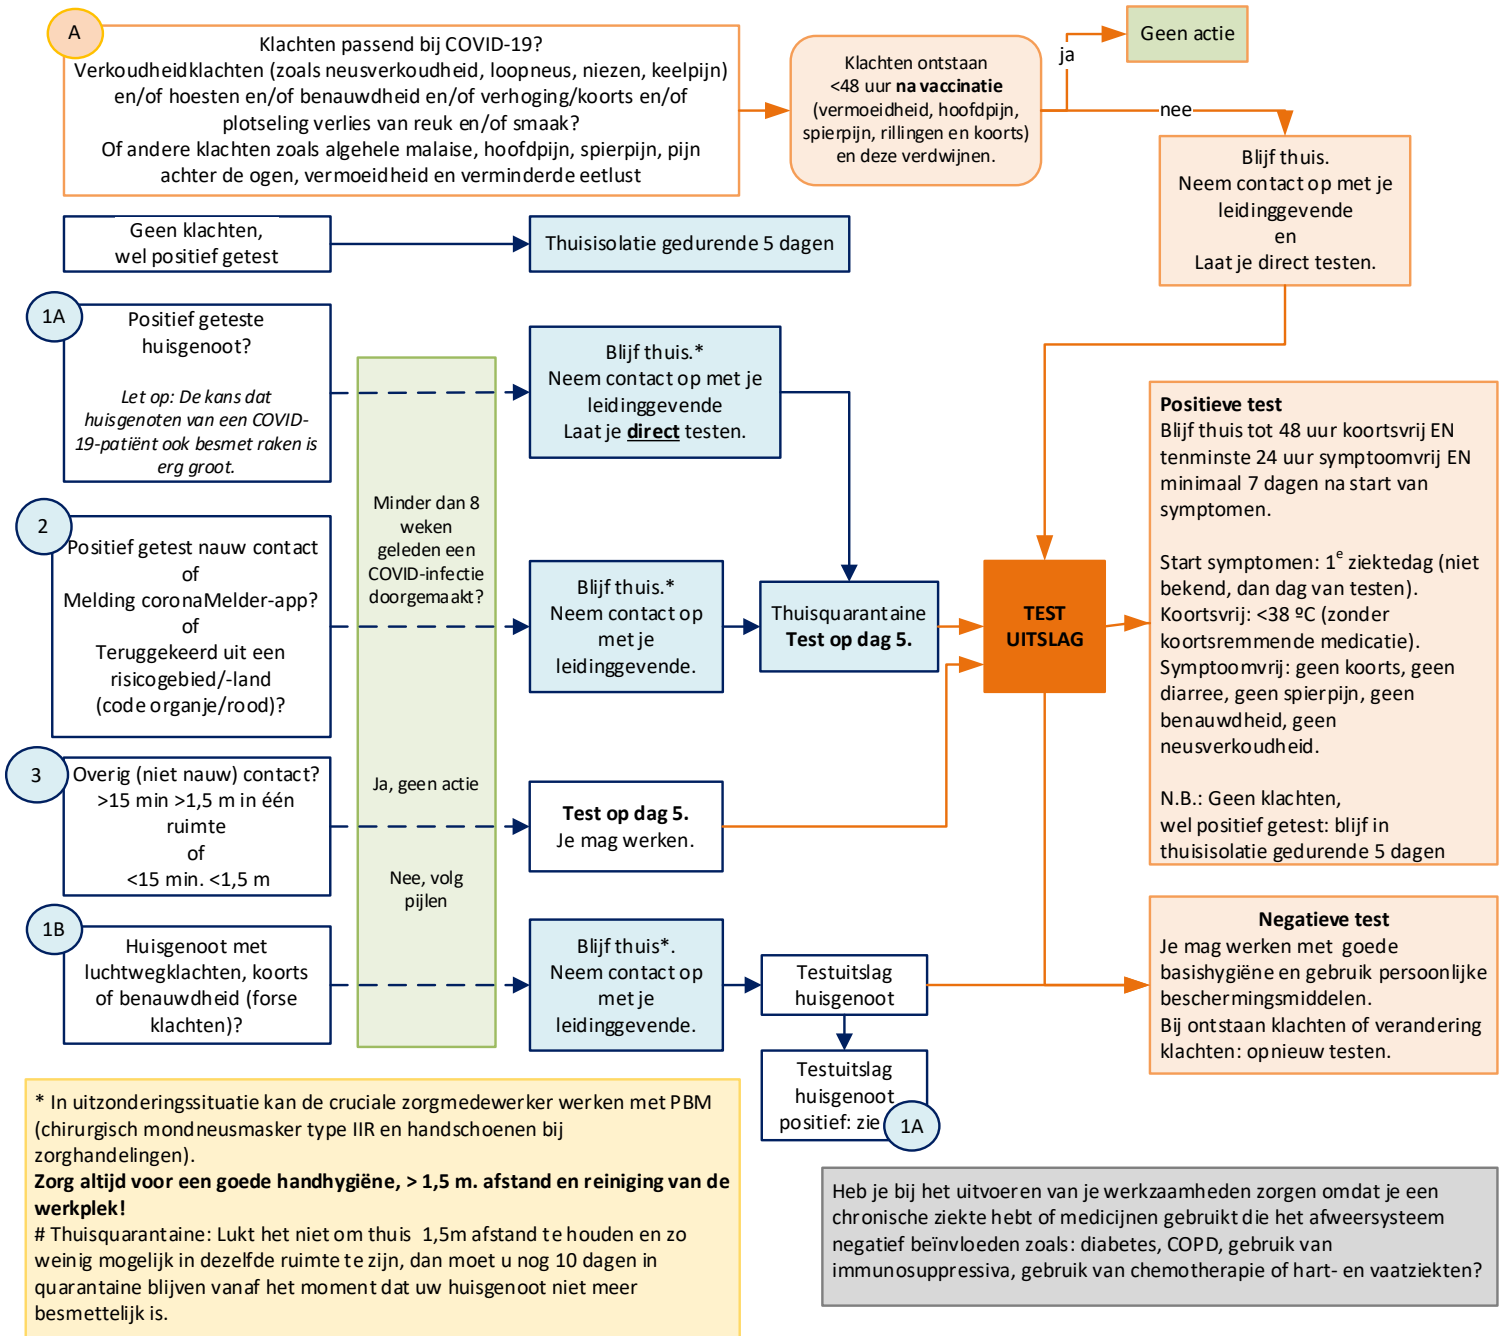 A
Klachten passend bij COVID-19?
Verkoudheidklachten (zoals neusverkoudheid, loopneus, niezen, keelpijn)
en/of hoesten en/of benauwdheid en/of verhoging/koorts en/of
plotseling verlies van reuk en/of smaak?
Of andere klachten zoals algehele malaise, hoofdpijn, spierpijn, pijn
achter de ogen, vermoeidheid en verminderde eetlust
Klachten ontstaan
<48 uur na vaccinatie
(vermoeidheid, hoofdpijn,
spierpijn, rillingen en koorts)
en deze verdwijnen.
ja
Geen actie
nee
Blijf thuis.
Neem contact op met je
leidinggevende
en
Laat je direct testen.
Geen klachten,
wel positief getest
Thuisisolatie gedurende 5 dagen
1A
Positief geteste
huisgenoot?
Let op: De kans dat
huisgenoten van een COVID-
19-patiënt ook besmet raken is
erg groot.
Blijf thuis.*
Neem contact op met je
leidinggevende
Laat je direct testen.
Minder dan 8
weken
geleden een
COVID-infectie
doorgemaakt?
Ja, geen actie
Nee, volg
pijlen
2
Positief getest nauw contact
of
Melding coronaMelder-app?
of
Teruggekeerd uit een
risicogebied/-land
(code organje/rood)?
Blijf thuis.*
Neem contact op
met je
leidinggevende.
Thuisquarantaine
Test op dag 5.
TEST
UITSLAG
Positieve test
Blijf thuis tot 48 uur koortsvrij EN
tenminste 24 uur symptoomvrij EN
minimaal 7 dagen na start van
symptomen.
Start symptomen: 1e ziektedag (niet
bekend, dan dag van testen).
Koortsvrij: <38 ºC (zonder
koortsremmende medicatie).
Symptoomvrij: geen koorts, geen
diarree, geen spierpijn, geen
benauwdheid, geen
neusverkoudheid.
N.B.: Geen klachten,
wel positief getest: blijf in
thuisisolatie gedurende 5 dagen
3
Overig (niet nauw) contact?
>15 min >1,5 m in één
ruimte
of
<15 min. <1,5 m
Test op dag 5.
Je mag werken.
1B
Huisgenoot met
luchtwegklachten, koorts
of benauwdheid (forse
klachten)?
Blijf thuis*.
Neem contact op
met je
leidinggevende.
Testuitslag
huisgenoot
Testuitslag
huisgenoot
positief: zie
1A
Negatieve test
Je mag werken met goede
basishygiëne en gebruik persoonlijke
beschermingsmiddelen.
Bij ontstaan klachten of verandering
klachten: opnieuw testen.
* In uitzonderingssituatie kan de cruciale zorgmedewerker werken met PBM
(chirurgisch mondneusmasker type IIR en handschoenen bij
zorghandelingen).
Zorg altijd voor een goede handhygiëne, > 1,5 m. afstand en reiniging van de
werkplek!
# Thuisquarantaine: Lukt het niet om thuis 1,5m afstand te houden en zo
weinig mogelijk in dezelfde ruimte te zijn, dan moet u nog 10 dagen in
quarantaine blijven vanaf het moment dat uw huisgenoot niet meer
besmettelijk is.
Heb je bij het uitvoeren van je werkzaamheden zorgen omdat je een
chronische ziekte hebt of medicijnen gebruikt die het afweersysteem
negatief beïnvloeden zoals: diabetes, COPD, gebruik van
immunosuppressiva, gebruik van chemotherapie of hart- en vaatziekten?